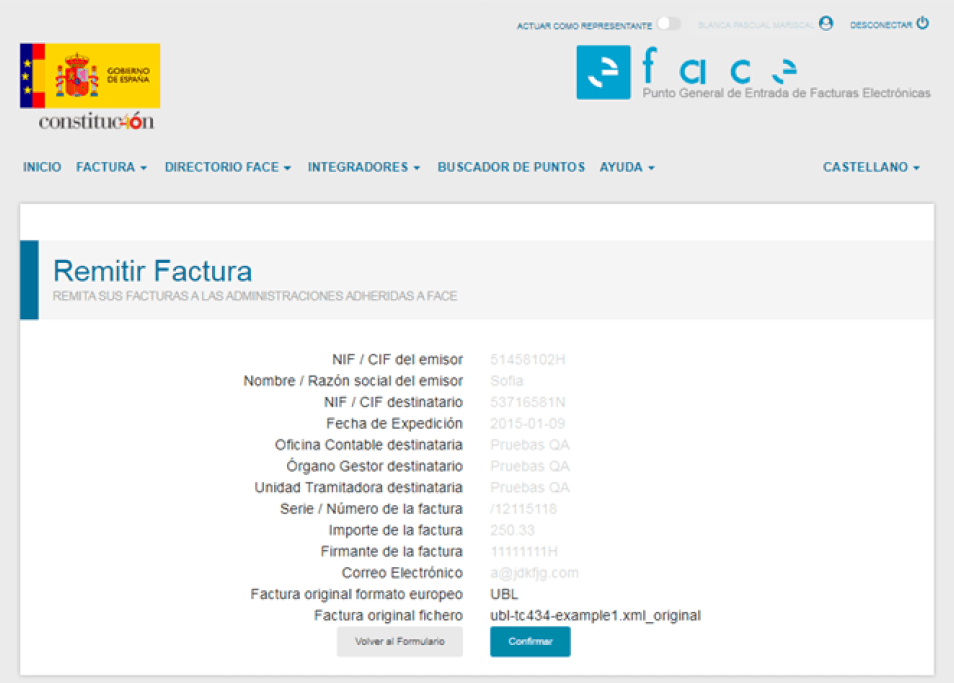 ACTUAR COMO REPRESENTANTE BLANCA PASCUAL MARISCAL DESCONECTAR
GOBIERNO
DE ESPAÑA
constitución
face
Punto General de Entrada de Facturas Electrónicas
INICIO FACTURA DIRECTORIO FACE INTEGRADORES BUSCADOR DE PUNTOS AYUDA CASTELLANO
Remitir Factura
REMITA SUS FACTURAS A LAS ADMINISTRACIONES ADHERIDAS A FACE
NIF / CIF del emisor 51458102H
Nombre / Razón social del emisor Sofia
NIF / CIF destinatario 53716581N
Fecha de Expedición 2015-01-09
Oficina Contable destinataria Pruebas QA
Órgano Gestor destinatario Pruebas QA
Unidad Tramitadora destinataria Pruebas QA
Serie / Número de la factura /12115118
Importe de la factura 250.33
Firmante de la factura 11111111H
Correo Electrónico a@jdkfjg.com
Factura original formato europeo UBL
Factura original fichero ubl-tc434-example1.xml_original
Volver al Formulario Confirmar